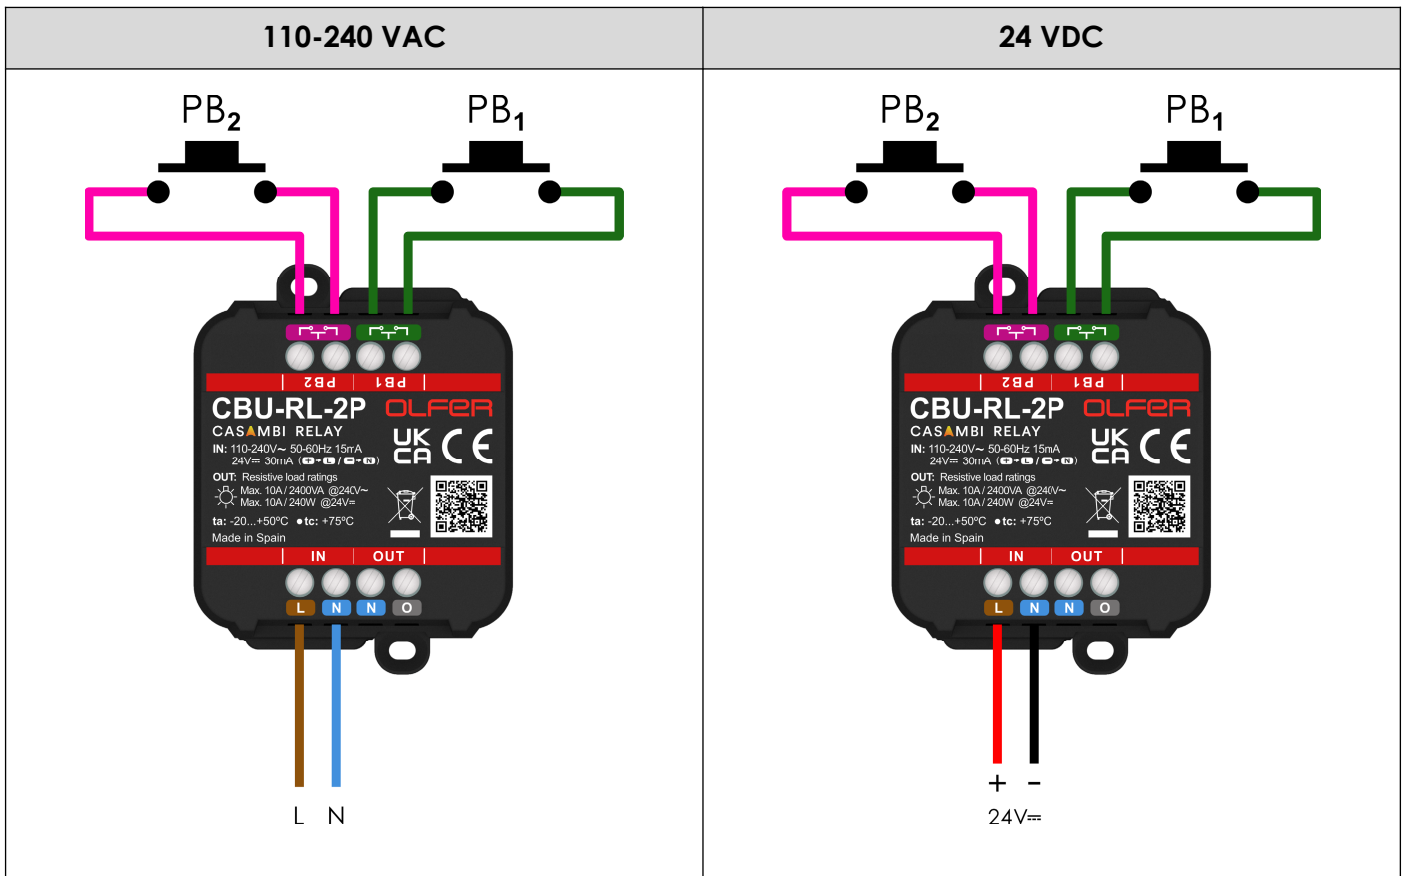 110-240 VAC
24 VDC
PB2
PB1
PB2
PB1
PB2
PB1
CBU-RL-2P OLFER
CASAMBI RELAY
UK CA CE
IN: 110-240V~ 50-60Hz 15mA
24V⎓ 30mA (+→L / −→N)
OUT: Resistive load ratings
Max. 10A / 2400VA @240V~
Max. 10A / 240W @24V⎓
ta: -20...+50ºC ●tc: +75ºC
Made in Spain
IN OUT
L N N O
L N
PB2
PB1
CBU-RL-2P OLFER
CASAMBI RELAY
UK CA CE
IN: 110-240V~ 50-60Hz 15mA
24V⎓ 30mA (+→L / −→N)
OUT: Resistive load ratings
Max. 10A / 2400VA @240V~
Max. 10A / 240W @24V⎓
ta: -20...+50ºC ●tc: +75ºC
Made in Spain
IN OUT
L N N O
+ −
24V⎓